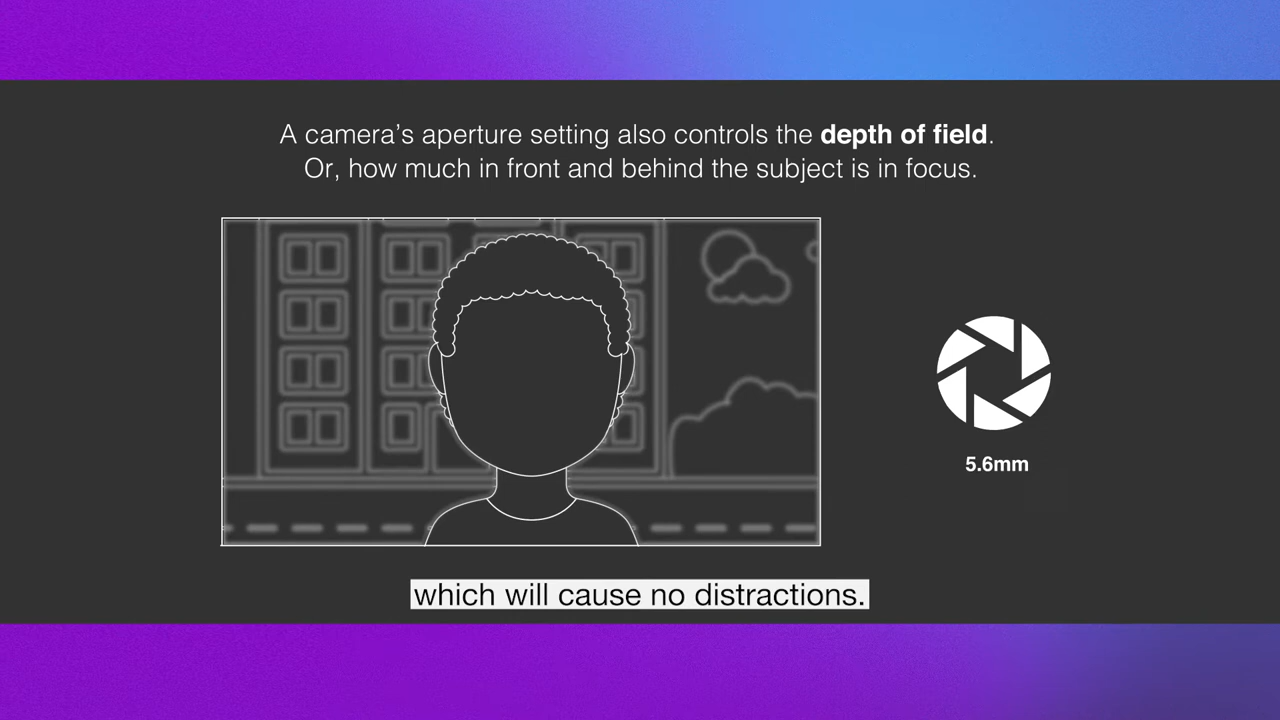 A camera’s aperture setting also controls the depth of field.
Or, how much in front and behind the subject is in focus.
5.6mm
which will cause no distractions.